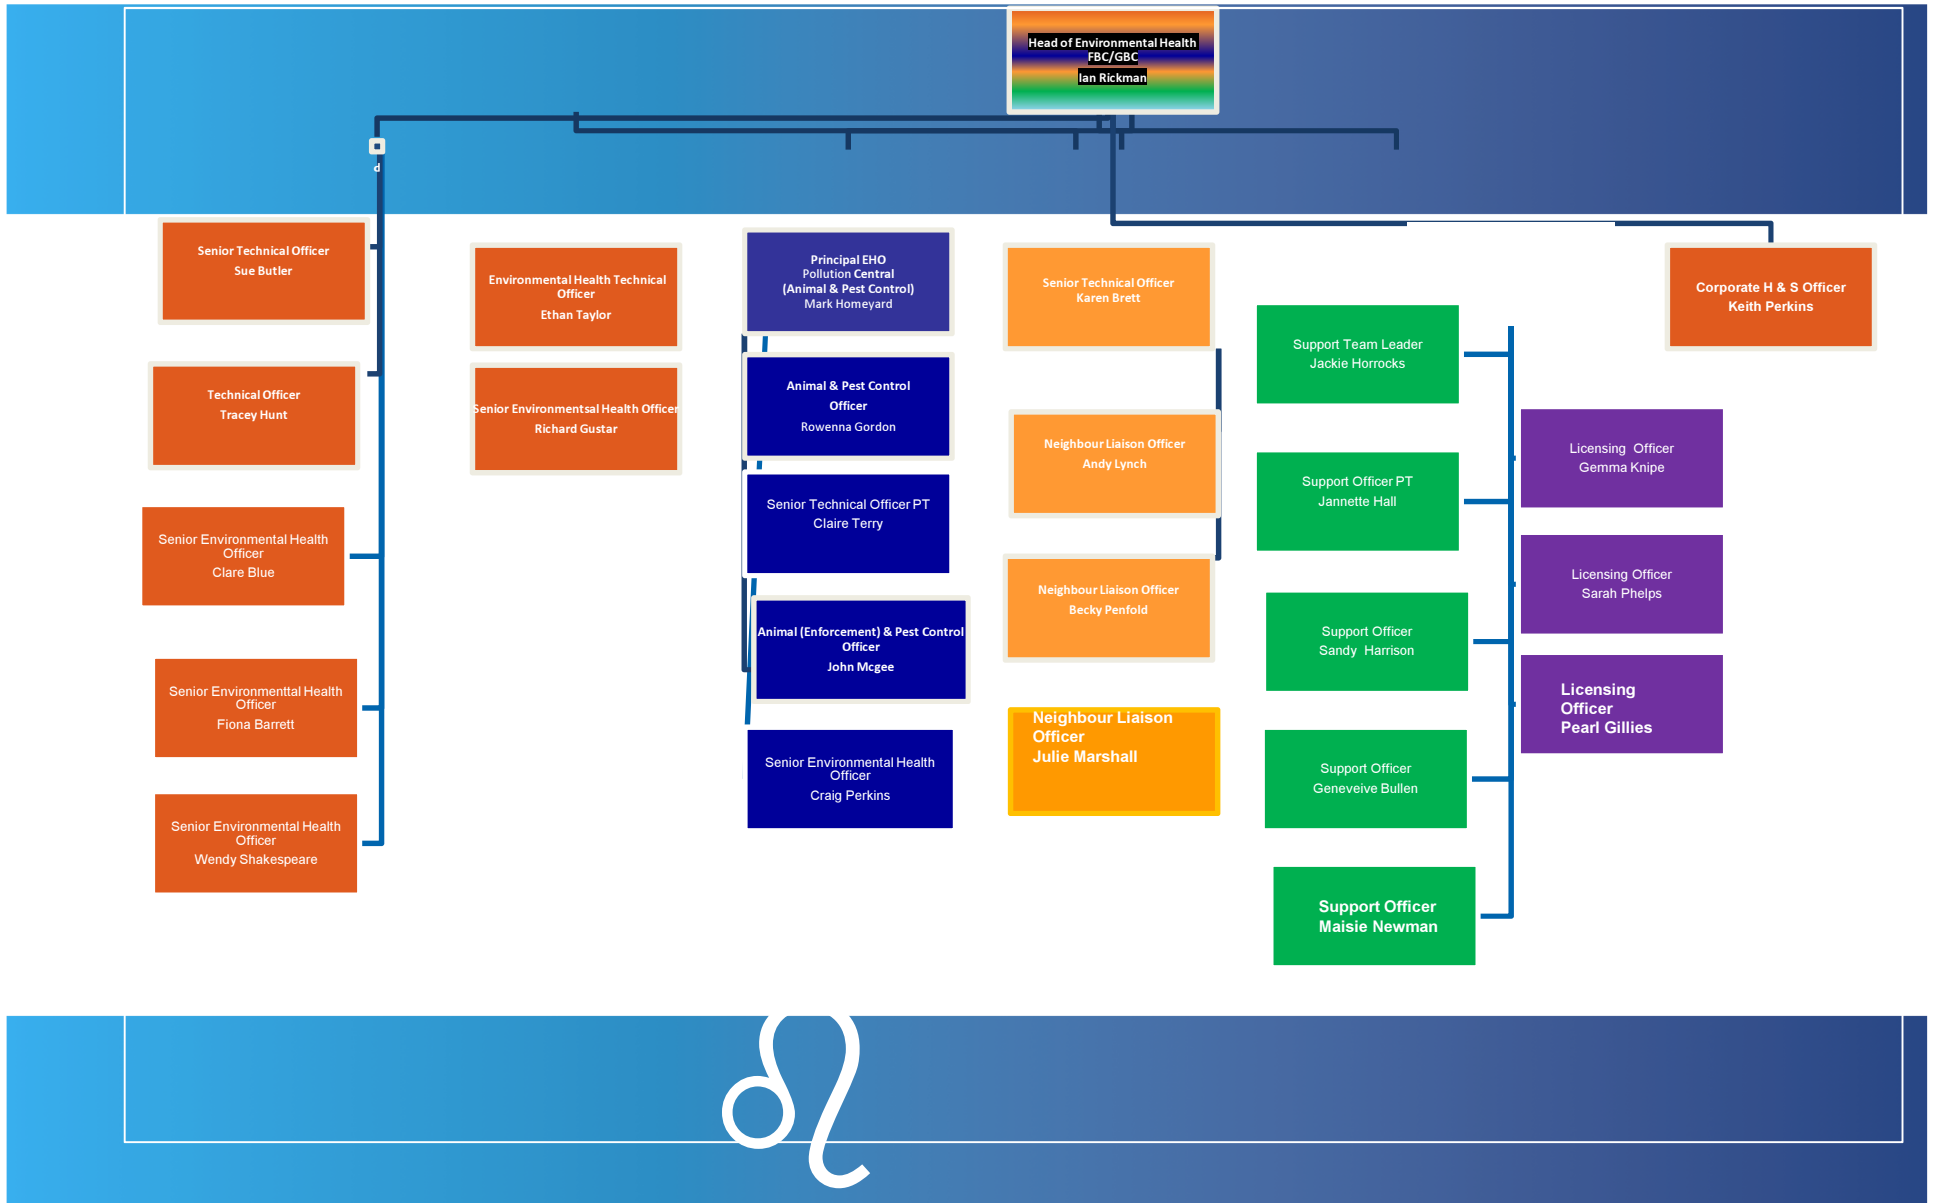 Head of Environmental Health
FBC/GBC
Ian Rickman
d
Senior Technical Officer
Sue Butler
Technical Officer
Tracey Hunt
Senior Environmental Health
Officer
Clare Blue
Senior Environmenttal Health
Officer
Fiona Barrett
Senior Environmental Health
Officer
Wendy Shakespeare
Environmental Health Technical
Officer
Ethan Taylor
Senior Environmentsal Health Officer
Richard Gustar
Principal EHO
Pollution Central
(Animal & Pest Control)
Mark Homeyard
Animal & Pest Control
Officer
Rowenna Gordon
Senior Technical Officer PT
Claire Terry
Animal (Enforcement) & Pest Control
Officer
John Mcgee
Senior Environmental Health
Officer
Craig Perkins
Senior Technical Officer
Karen Brett
Neighbour Liaison Officer
Andy Lynch
Neighbour Liaison Officer
Becky Penfold
Neighbour Liaison
Officer
Julie Marshall
Support Team Leader
Jackie Horrocks
Support Officer PT
Jannette Hall
Support Officer
Sandy  Harrison
Support Officer
Geneveive Bullen
Support Officer
Maisie Newman
Licensing  Officer
Gemma Knipe
Licensing Officer
Sarah Phelps
Licensing
Officer
Pearl Gillies
Corporate H & S Officer
Keith Perkins
♌